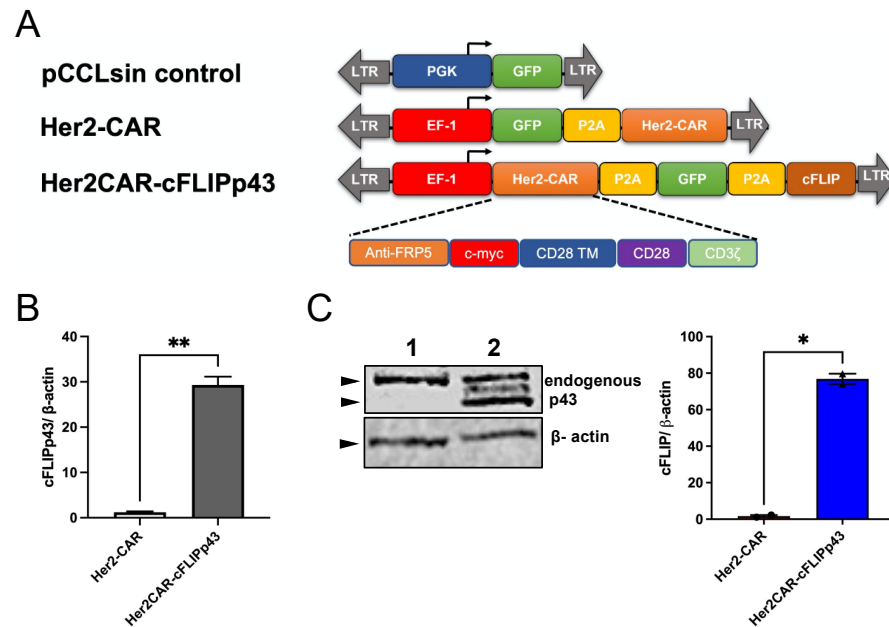 A
pCCLsin control
LTR PGK GFP LTR
Her2-CAR
LTR EF-1 GFP P2A Her2-CAR LTR
Her2CAR-cFLIPp43
LTR EF-1 Her2-CAR P2A GFP P2A cFLIP LTR
Anti-FRP5 c-myc CD28 TM CD28 CD3ζ
B
cFLIPp43/ β-actin
40
30
20
10
0
**
Her2-CAR
Her2CAR-cFLIPp43
C
1 2
endogenous
p43
β- actin
cFLIP/ β-actin
100
80
60
40
20
0
*
Her2-CAR
Her2CAR-cFLIPp43